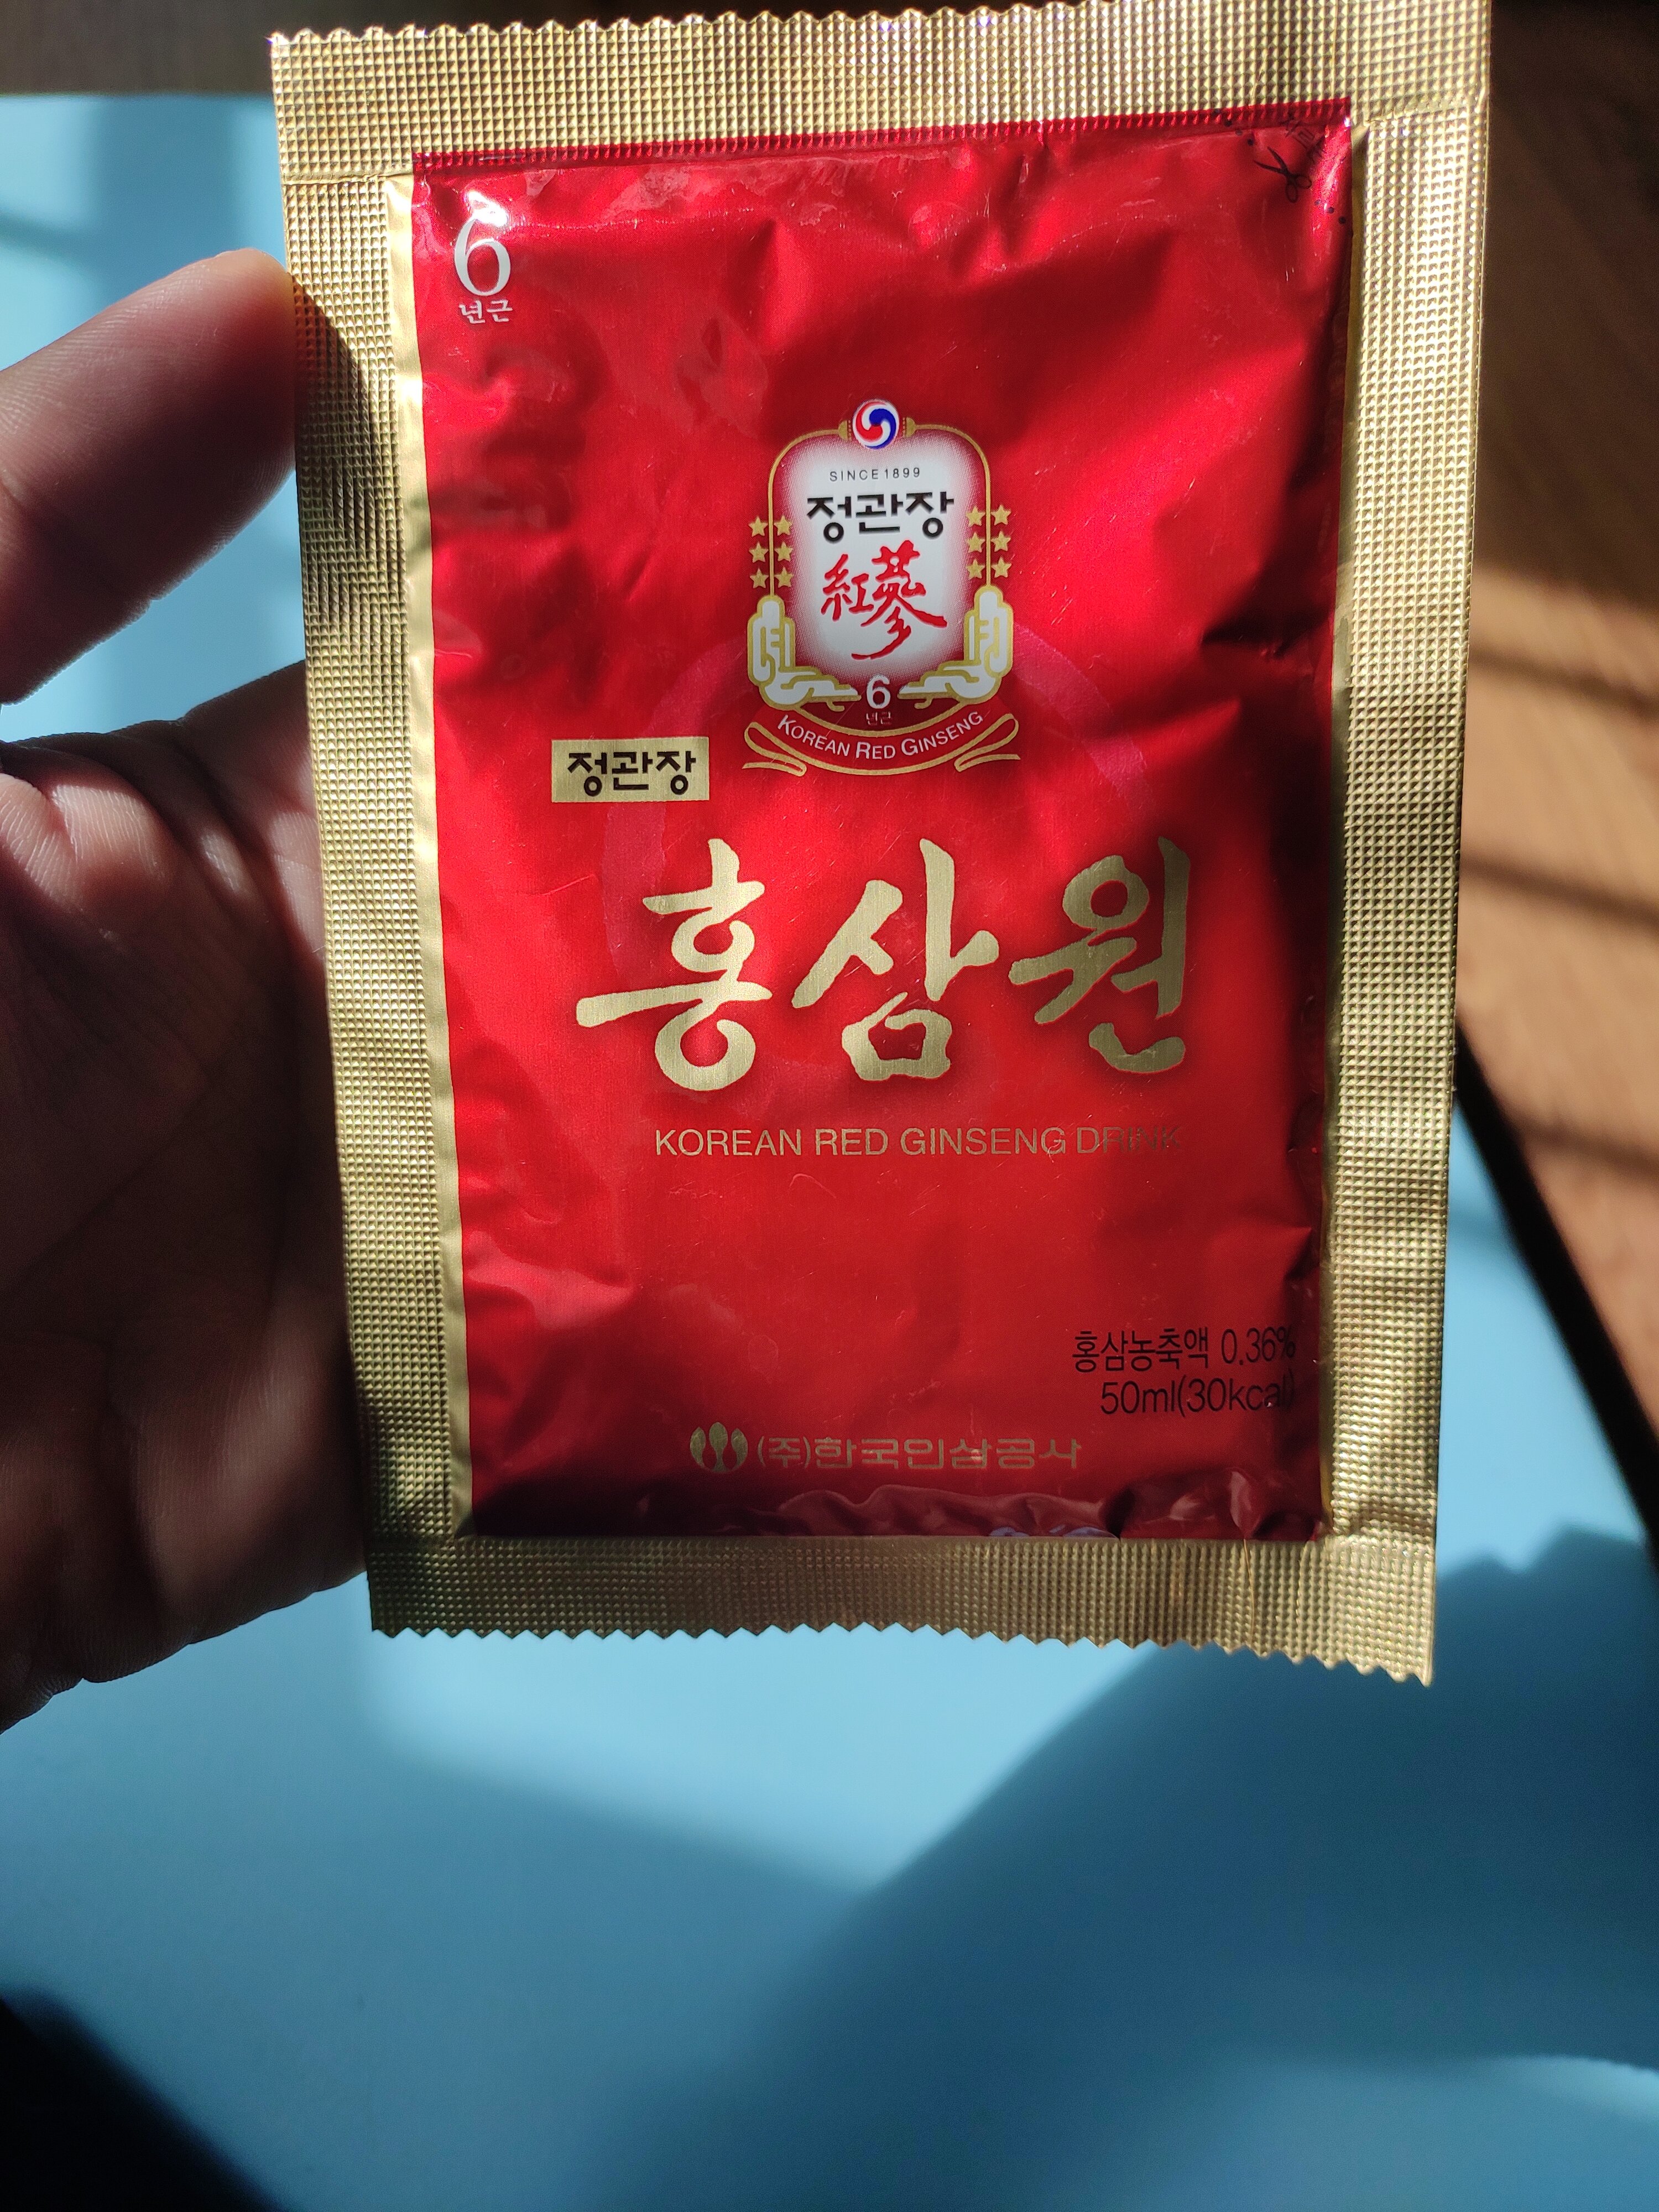 6
년근
SINCE 1899
정관장
紅蔘
6
년근
KOREAN RED GINSENG
정관장
홍삼원
KOREAN RED GINSENG DRINK
홍삼농축액 0.36%
50ml(30kcal)
(주)한국인삼공사